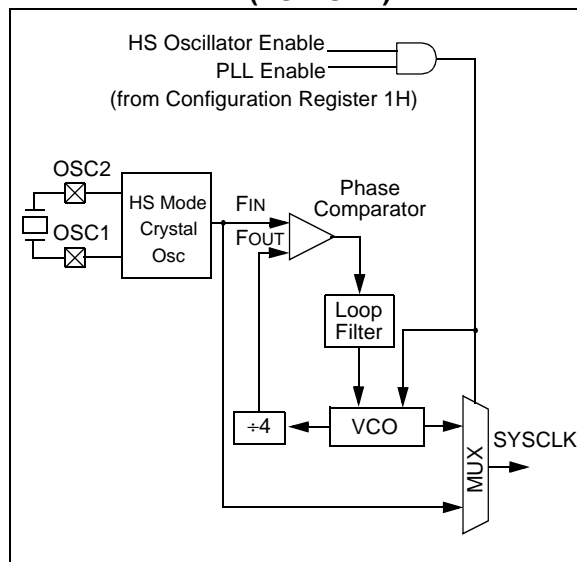 HS Oscillator Enable
PLL Enable
(from Configuration Register 1H)
OSC2
OSC1
HS Mode
Crystal
Osc
FIN
FOUT
Phase
Comparator
Loop
Filter
÷4
VCO
MUX
SYSCLK